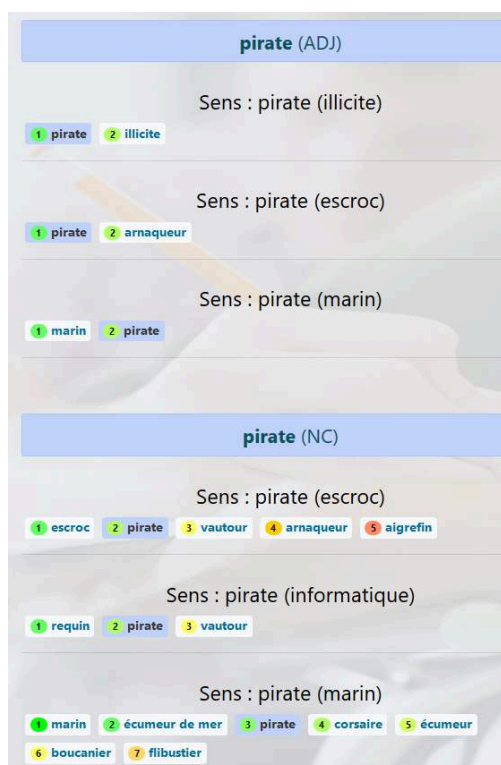 pirate (ADJ)
Sens : pirate (illicite)
1 pirate 2 illicite
Sens : pirate (escroc)
1 pirate 2 arnaqueur
Sens : pirate (marin)
1 marin 2 pirate
pirate (NC)
Sens : pirate (escroc)
1 escroc 2 pirate 3 vautour 4 arnaqueur 5 aigrefin
Sens : pirate (informatique)
1 requin 2 pirate 3 vautour
Sens : pirate (marin)
1 marin 2 écumeur de mer 3 pirate 4 corsaire 5 écumeur
6 boucanier 7 flibustier